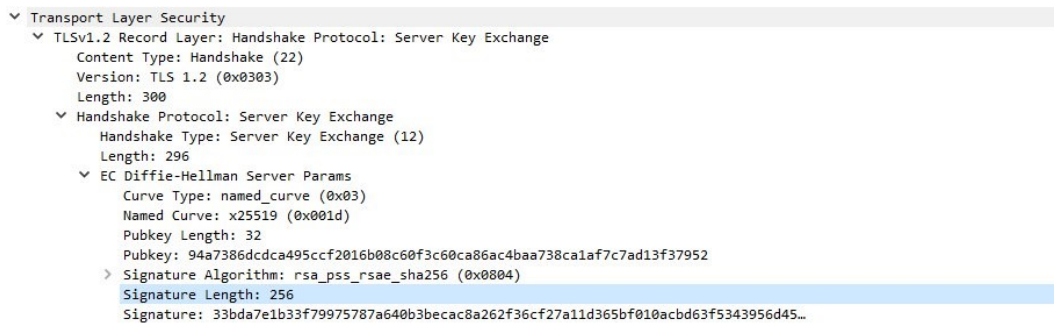 Transport Layer Security
TLSv1.2 Record Layer: Handshake Protocol: Server Key Exchange
Content Type: Handshake (22)
Version: TLS 1.2 (0x0303)
Length: 300
Handshake Protocol: Server Key Exchange
Handshake Type: Server Key Exchange (12)
Length: 296
EC Diffie-Hellman Server Params
Curve Type: named_curve (0x03)
Named Curve: x25519 (0x001d)
Pubkey Length: 32
Pubkey: 94a7386dcdca495ccf2016b08c60f3c60ca86ac4baa738ca1af7c7ad13f37952
Signature Algorithm: rsa_pss_rsae_sha256 (0x0804)
Signature Length: 256
Signature: 33bda7e1b33f79975787a640b3becac8a262f36cf27a11d365bf010acbd63f5343956d45…